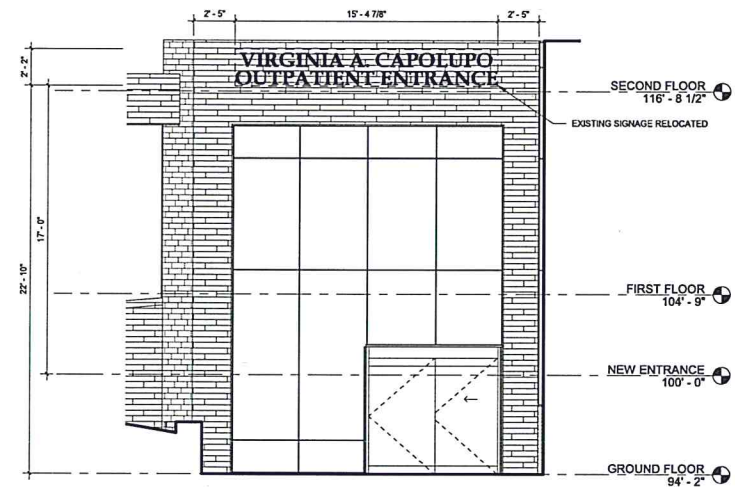 2' - 5"
15' - 4 7/8"
2' - 5"
2' - 2"
VIRGINIA A. CAPOLUPO
OUTPATIENT ENTRANCE
SECOND FLOOR
116' - 8 1/2"
EXISTING SIGNAGE RELOCATED
17' - 0"
22' - 10"
FIRST FLOOR
104' - 9"
NEW ENTRANCE
100' - 0"
GROUND FLOOR
94' - 2"